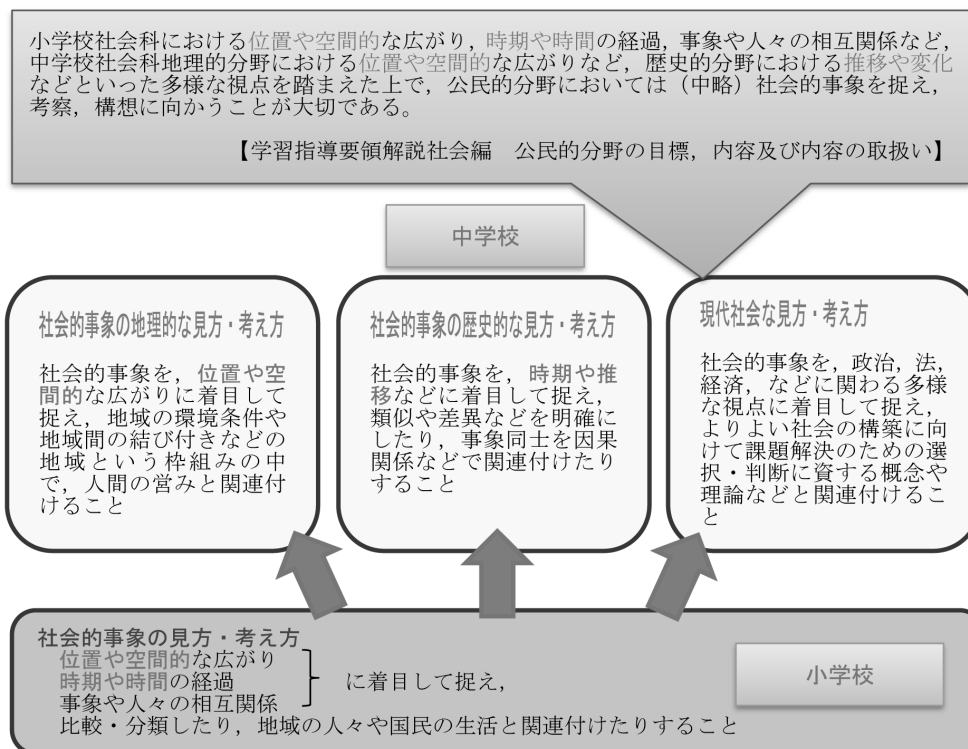 小学校社会科における位置や空間的な広がり，時期や時間の経過，事象や人々の相互関係など，
中学校社会科地理的分野における位置や空間的な広がりなど，歴史的分野における推移や変化
などといった多様な視点を踏まえた上で，公民的分野においては（中略）社会的事象を捉え，
考察，構想に向かうことが大切である。
【学習指導要領解説社会編　公民的分野の目標，内容及び内容の取扱い】
中学校
社会的事象の地理的な見方・考え方
社会的事象を，位置や空
間的な広がりに着目して
捉え，地域の環境条件や
地域間の結び付きなどの
地域という枠組みの中
で，人間の営みと関連付
けること
社会的事象の歴史的な見方・考え方
社会的事象を，時期や推
移などに着目して捉え，
類似や差異などを明確に
したり，事象同士を因果
関係などで関連付けたり
すること
現代社会な見方・考え方
社会的事象を，政治，法，
経済，などに関わる多様
な視点に着目して捉え，
よりよい社会の構築に向
けて課題解決のための選
択・判断に資する概念や
理論などと関連付けるこ
と
社会的事象の見方・考え方
位置や空間的な広がり
時期や時間の経過
事象や人々の相互関係
に着目して捉え，
比較・分類したり，地域の人々や国民の生活と関連付けたりすること
小学校